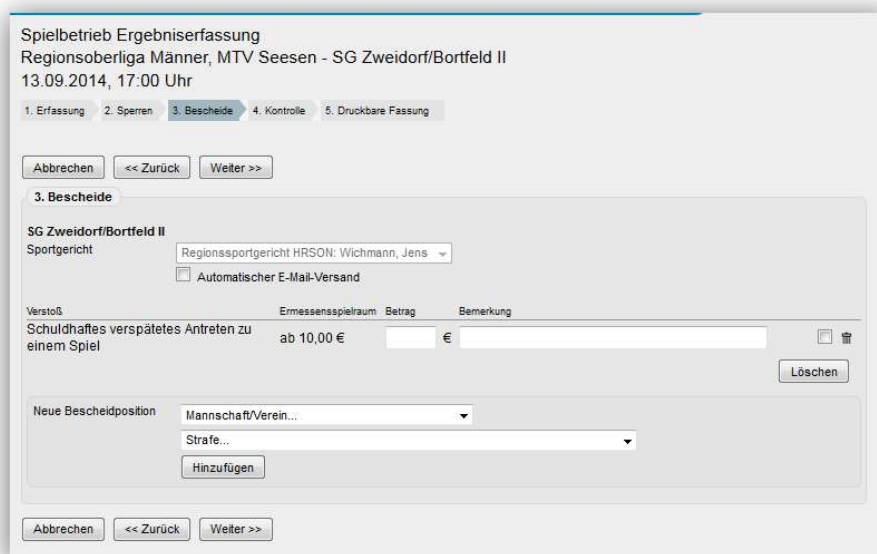 Spielbetrieb Ergebniserfassung
Regionsoberliga Männer, MTV Seesen - SG Zweidorf/Bortfeld II
13.09.2014, 17:00 Uhr
1. Erfassung 2. Sperren 3. Bescheide 4. Kontrolle 5. Druckbare Fassung
Abbrechen << Zurück Weiter >>
3. Bescheide
SG Zweidorf/Bortfeld II
Sportgericht Regionssportgericht HRSON: Wichmann, Jens
Automatischer E-Mail-Versand
Verstoß Ermessensspielraum Betrag Bemerkung
Schuldhaftes verspätetes Antreten zu
einem Spiel ab 10,00 € €
Löschen
Neue Bescheidposition Mannschaft/Verein...
Strafe...
Hinzufügen
Abbrechen << Zurück Weiter >>